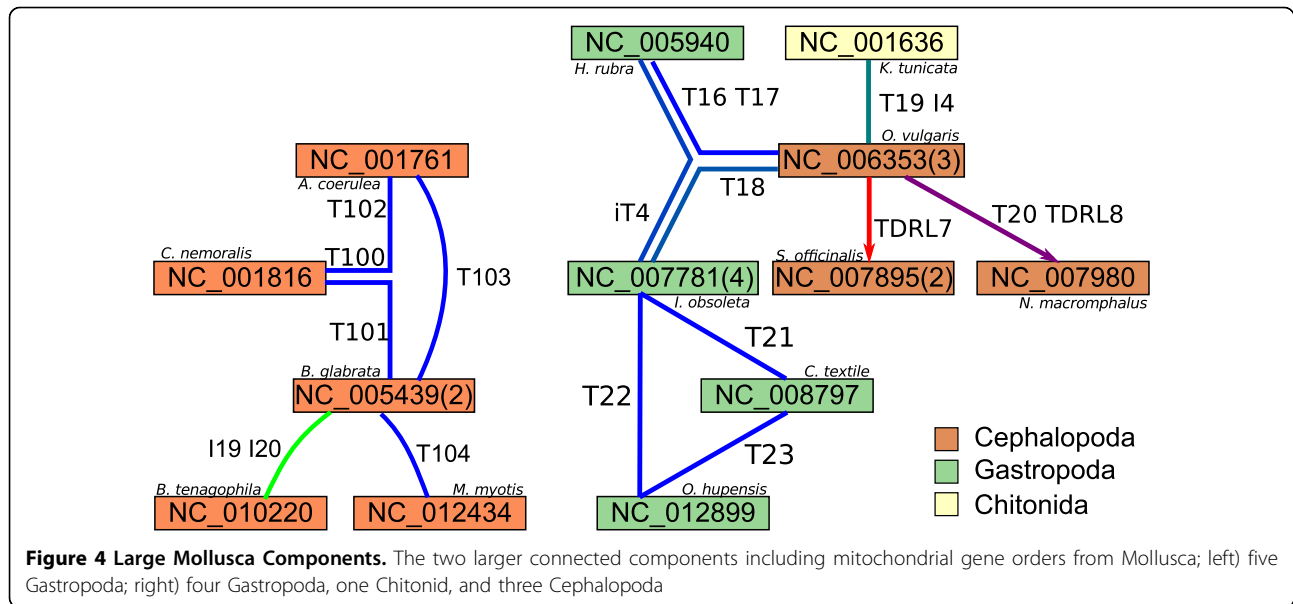 NC_005940
H. rubra
NC_001636
K. tunicata
T16 T17
T19 I4
O. vulgaris
NC_006353(3)
NC_001761
A. coerulea
T102
T18
iT4
TDRL7
T20 TDRL8
C. nemoralis
T100
NC_001816
T103
S. officinalis
NC_007781(4)
I. obsoleta
NC_007895(2)
NC_007980
N. macromphalus
T101
T21
B. glabrata
NC_005439(2)
C. textile
NC_008797
T22
I19 I20
T104
T23
Cephalopoda
Gastropoda
Chitonida
B. tenagophila
NC_010220
M. myotis
NC_012434
O. hupensis
NC_012899
Figure 4 Large Mollusca Components. The two larger connected components including mitochondrial gene orders from Mollusca; left) five
Gastropoda; right) four Gastropoda, one Chitonid, and three Cephalopoda